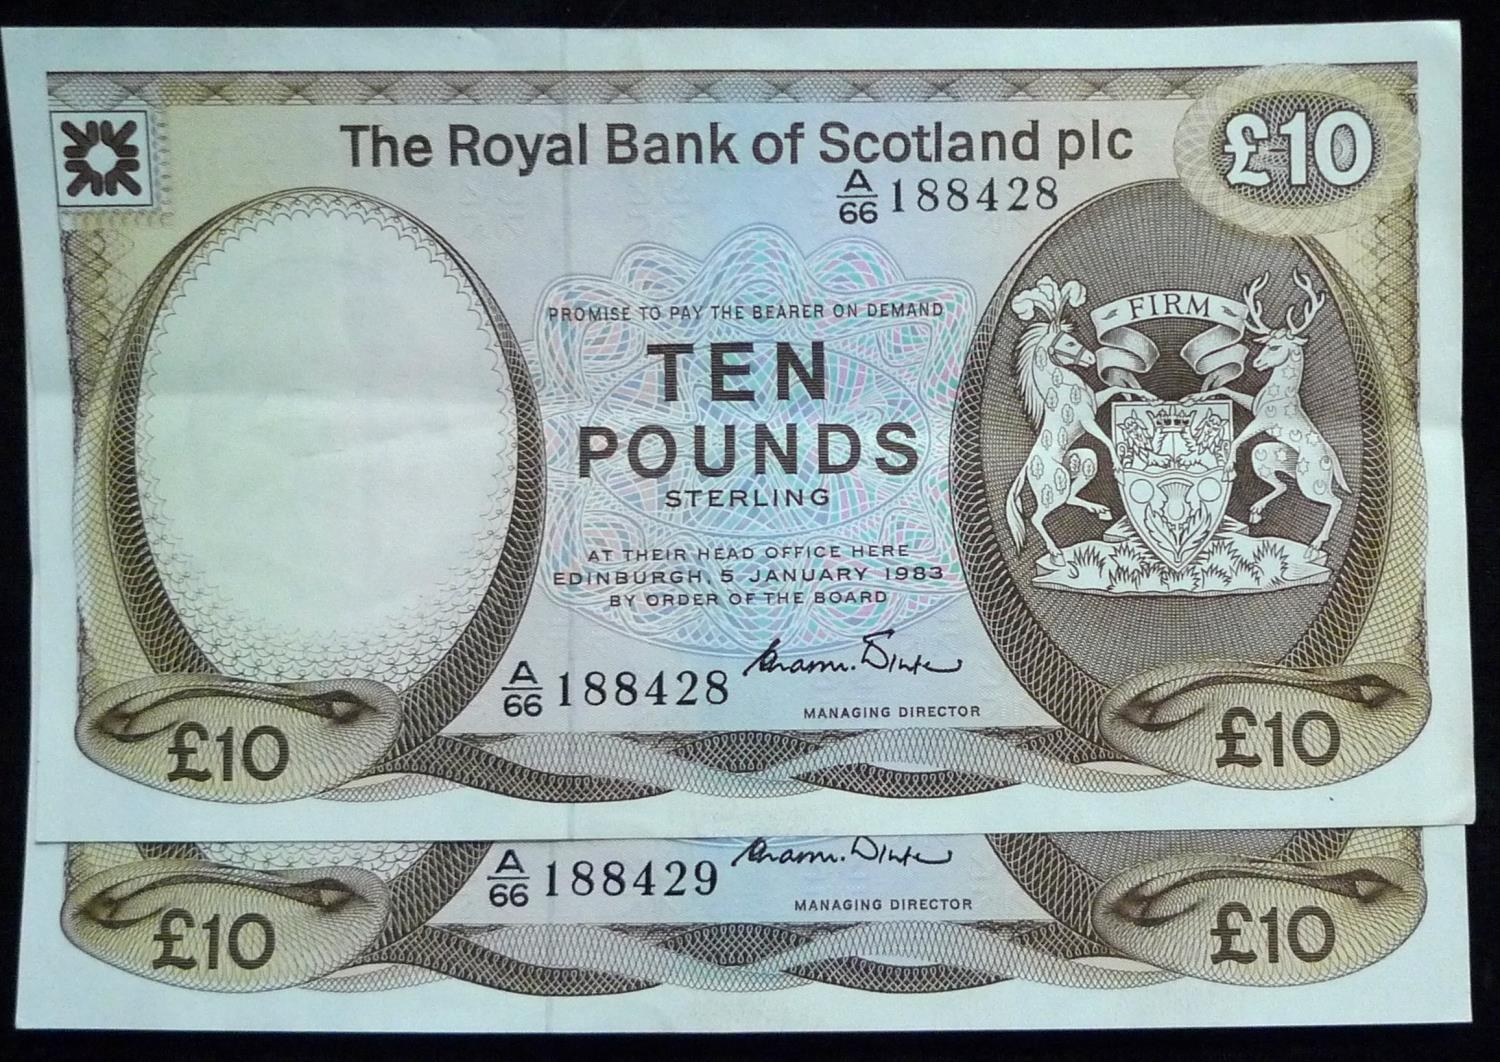 The Royal Bank of Scotland plc
£10
A/66 188428
FIRM
PROMISE TO PAY THE BEARER ON DEMAND
TEN
POUNDS
STERLING
AT THEIR HEAD OFFICE HERE
EDINBURGH, 5 JANUARY 1983
BY ORDER OF THE BOARD
A/66 188428
MANAGING DIRECTOR
£10
£10
A/66 188429
MANAGING DIRECTOR
£10
£10